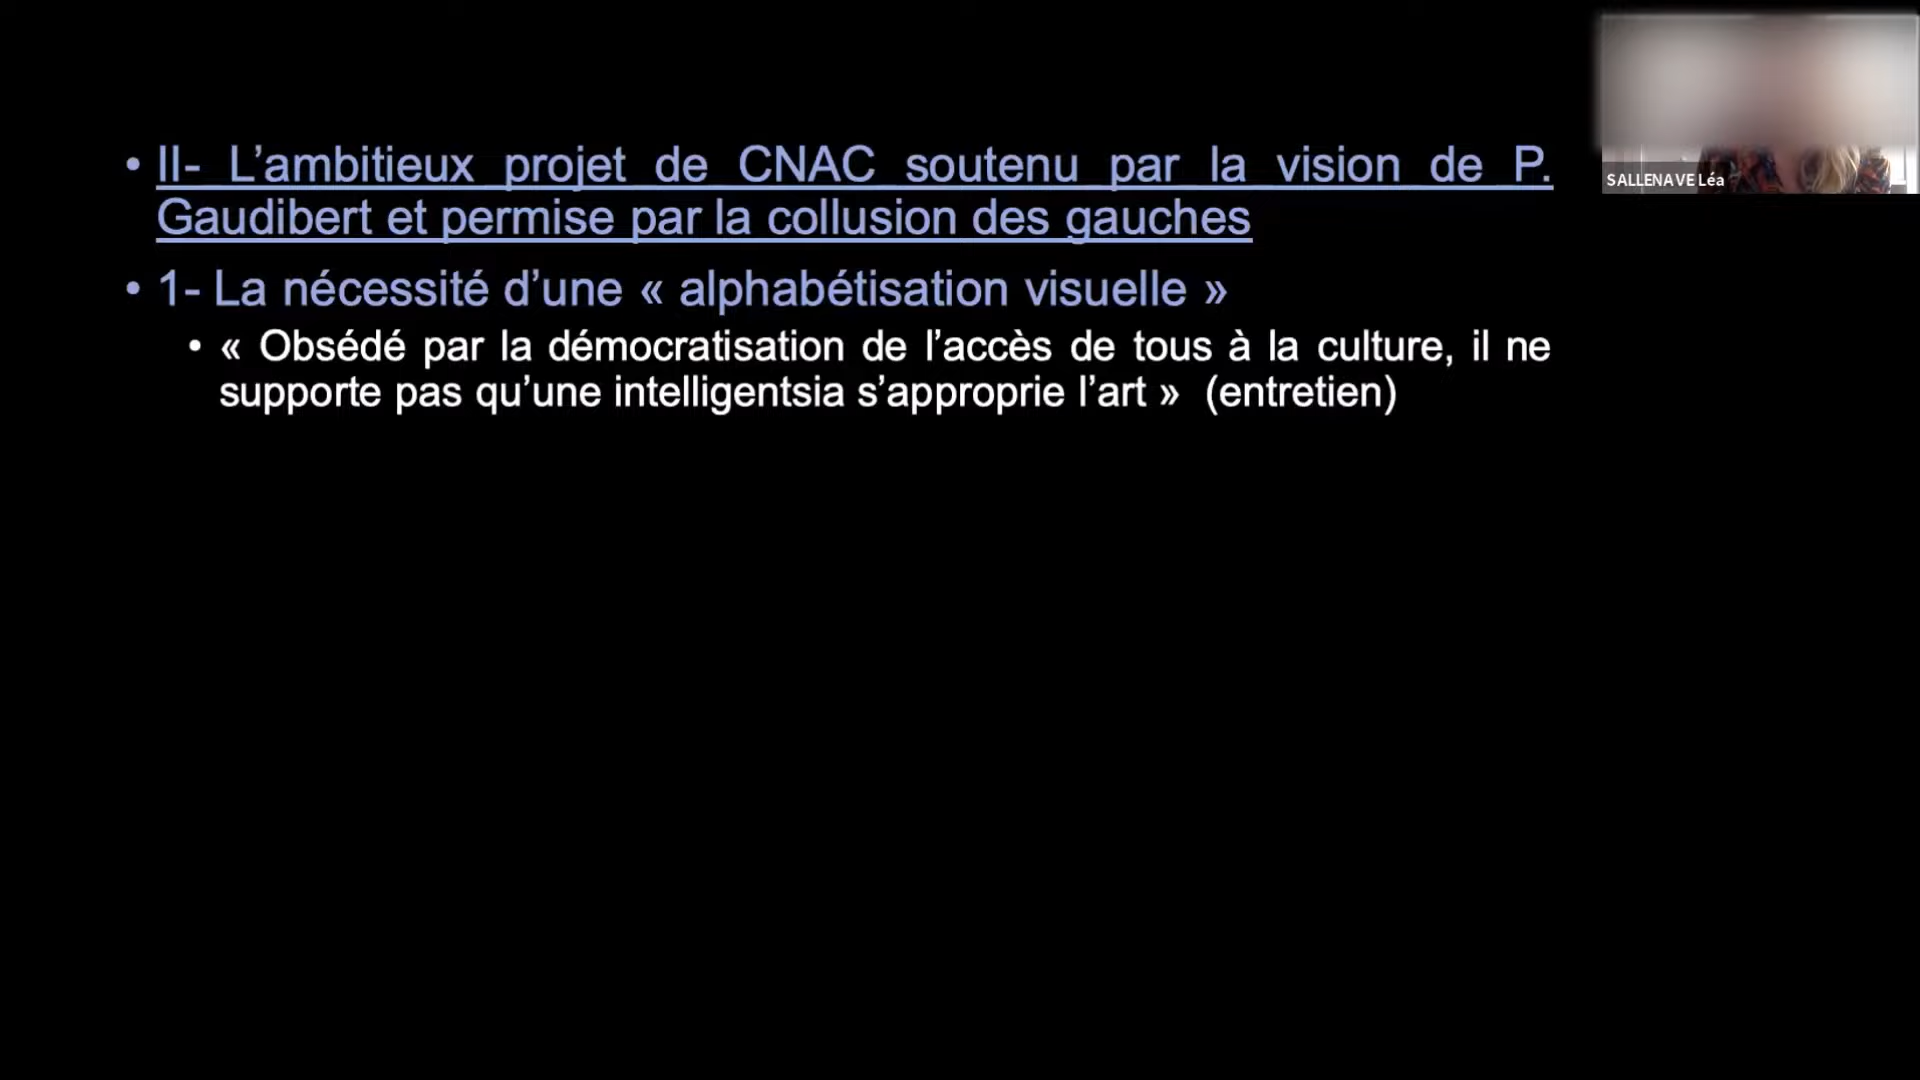 • II- L’ambitieux projet de CNAC soutenu par la vision de P.
Gaudibert et permise par la collusion des gauches
• 1- La nécessité d’une « alphabétisation visuelle »
• « Obsédé par la démocratisation de l’accès de tous à la culture, il ne
supporte pas qu’une intelligentsia s’approprie l’art » (entretien)
SALLENAVE Léa